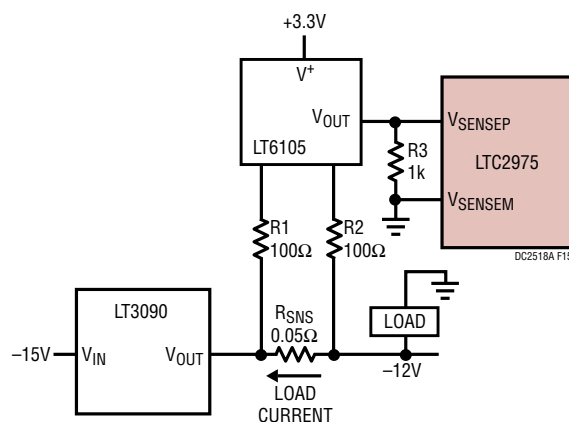 +3.3V
V+
VOUT
LT6105
VSENSEP
R3
1k
LTC2975
VSENSEM
R1
100Ω
R2
100Ω
DC2518A F15
LT3090
RSNS
0.05Ω
LOAD
–15V
VIN
VOUT
–12V
LOAD
CURRENT